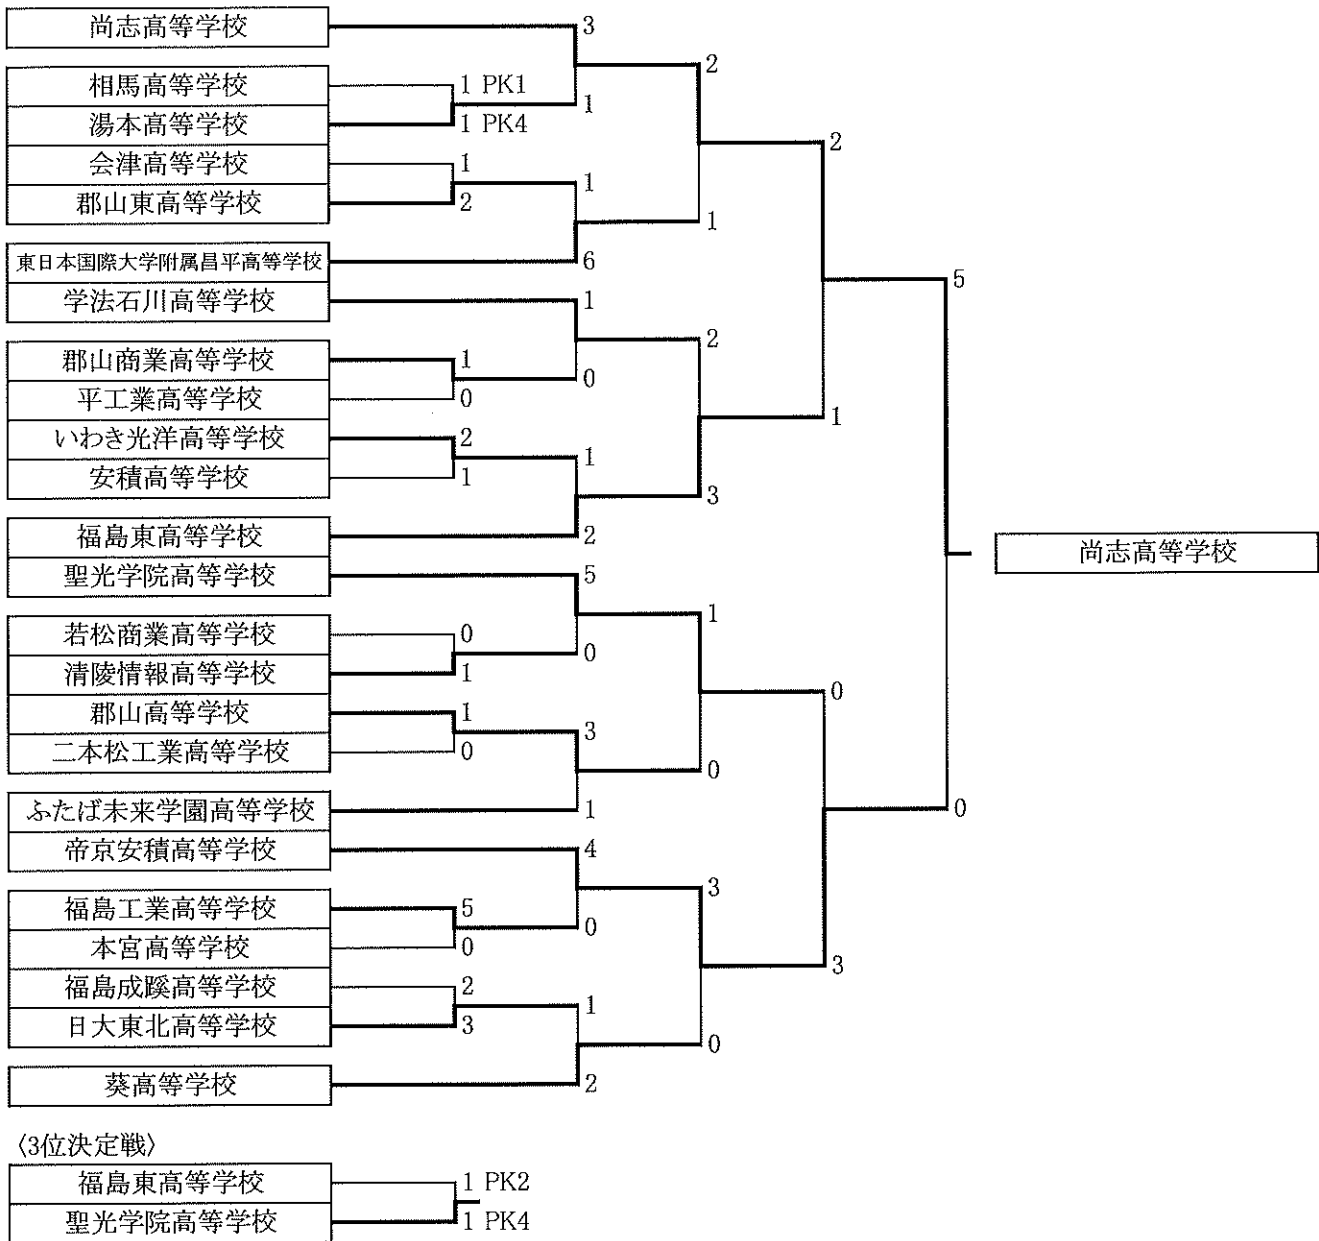 尚志高等学校
3
2
相馬高等学校
1 PK1
1
湯本高等学校
1 PK4
2
会津高等学校
1
1
郡山東高等学校
2
1
東日本国際大学附属昌平高等学校
6
5
学法石川高等学校
1
2
郡山商業高等学校
1
0
平工業高等学校
0
1
いわき光洋高等学校
2
1
安積高等学校
1
3
福島東高等学校
2
尚志高等学校
聖光学院高等学校
5
1
若松商業高等学校
0
0
清陵情報高等学校
1
0
郡山高等学校
1
3
二本松工業高等学校
0
0
ふたば未来学園高等学校
1
0
帝京安積高等学校
4
3
福島工業高等学校
5
0
本宮高等学校
0
3
福島成蹊高等学校
2
1
日大東北高等学校
3
0
葵高等学校
2
〈3位決定戦〉
福島東高等学校
1 PK2
聖光学院高等学校
1 PK4